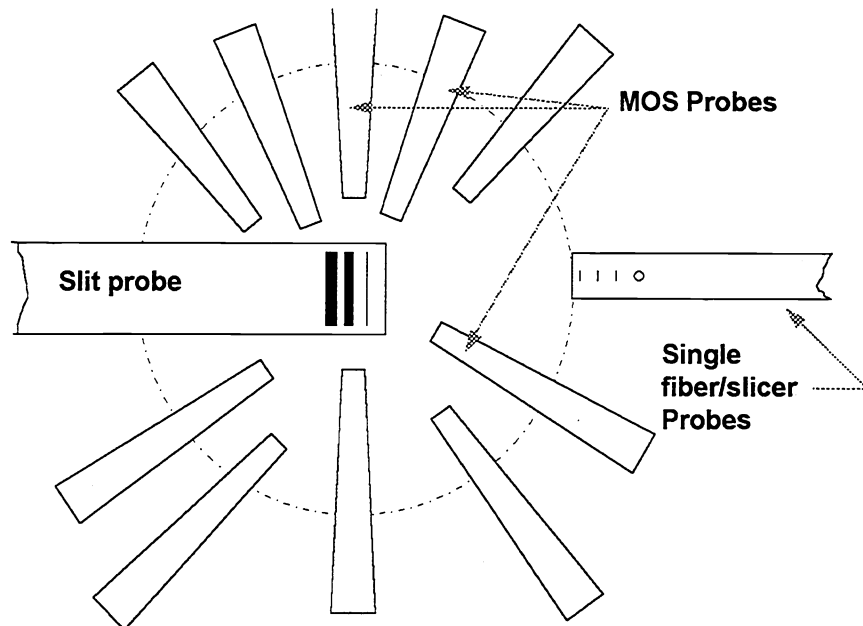 MOS Probes
Slit probe
Single
fiber/slicer
Probes